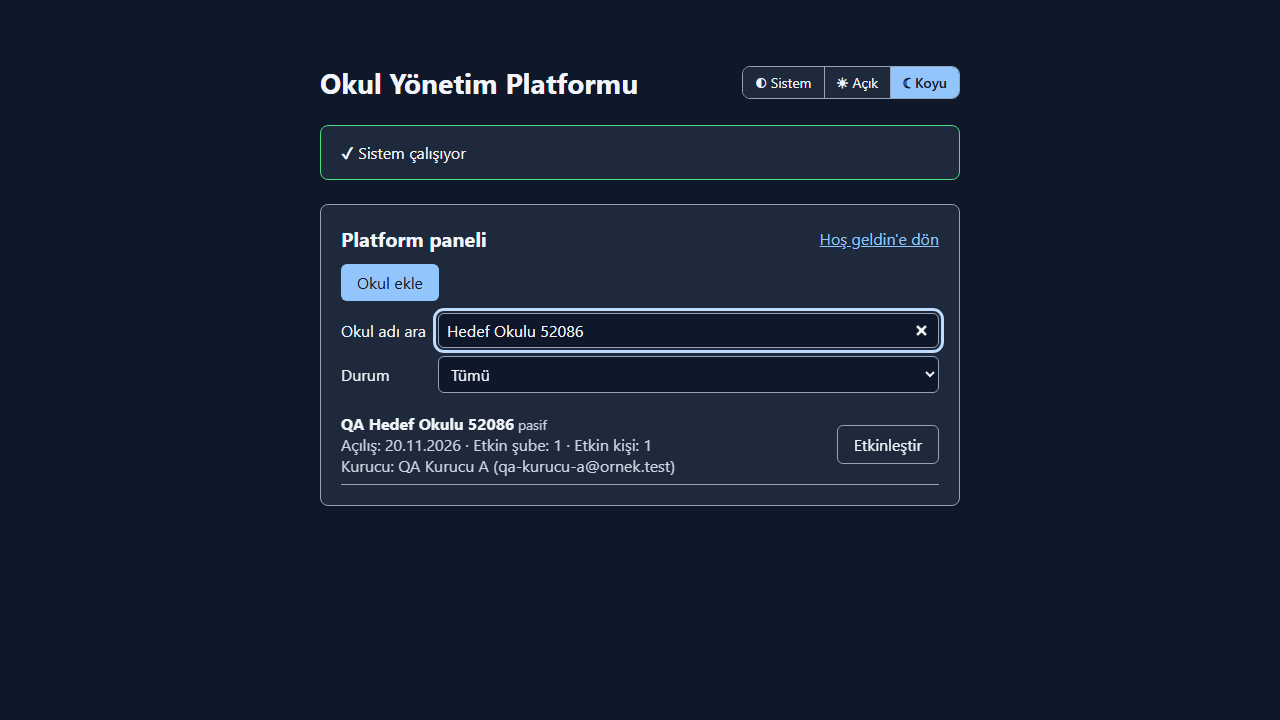 Okul Yönetim Platformu
◐ Sistem
☀ Açık
☾ Koyu
✔ Sistem çalışıyor
Platform paneli
Hoş geldin'e dön
Okul ekle
Okul adı ara
Hedef Okulu 52086
Durum
Tümü
QA Hedef Okulu 52086 pasif
Açılış: 20.11.2026 · Etkin şube: 1 · Etkin kişi: 1
Kurucu: QA Kurucu A (qa-kurucu-a@ornek.test)
Etkinleştir